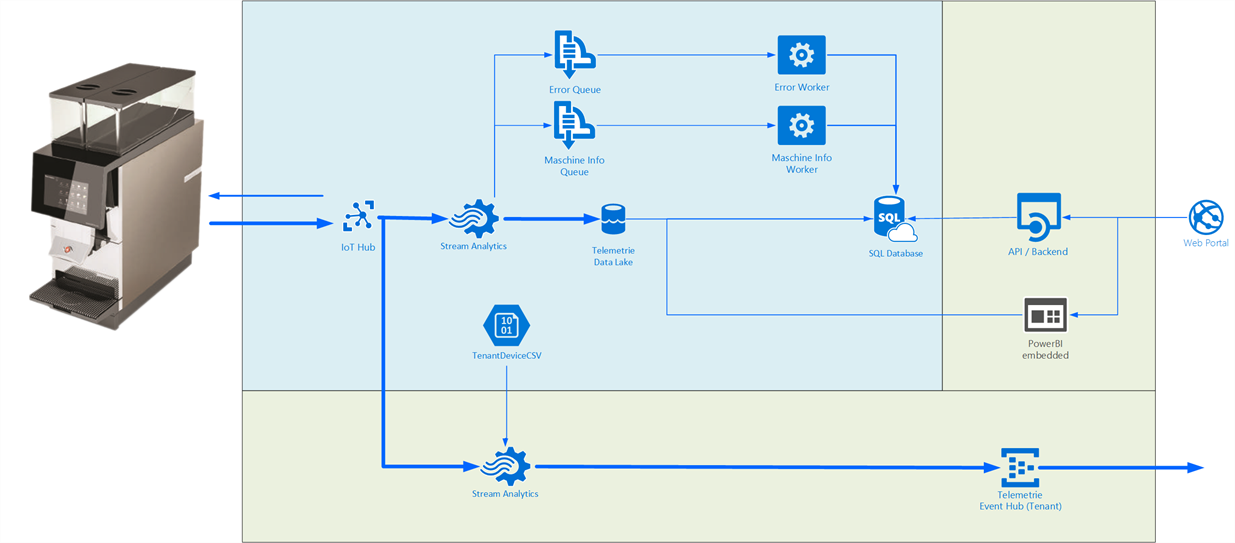 Error Queue
Error Worker
Maschine Info
Queue
Maschine Info
Worker
IoT Hub
Stream Analytics
Telemetrie
Data Lake
SQL
SQL Database
API / Backend
Web Portal
10
01
TenantDeviceCSV
PowerBI
embedded
Stream Analytics
Telemetrie
Event Hub (Tenant)